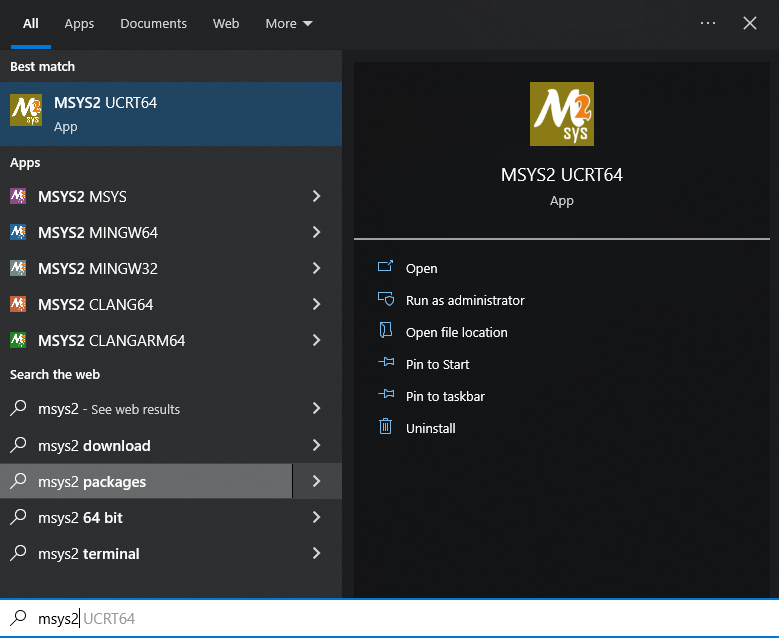 All Apps Documents Web More ···
Best match
MSYS2 UCRT64
App
Apps
MSYS2 MSYS
MSYS2 MINGW64
MSYS2 MINGW32
MSYS2 CLANG64
MSYS2 CLANGARM64
Search the web
msys2 - See web results
msys2 download
msys2 packages
msys2 64 bit
msys2 terminal
M2
sys
MSYS2 UCRT64
App
Open
Run as administrator
Open file location
Pin to Start
Pin to taskbar
Uninstall
msys2 UCRT64